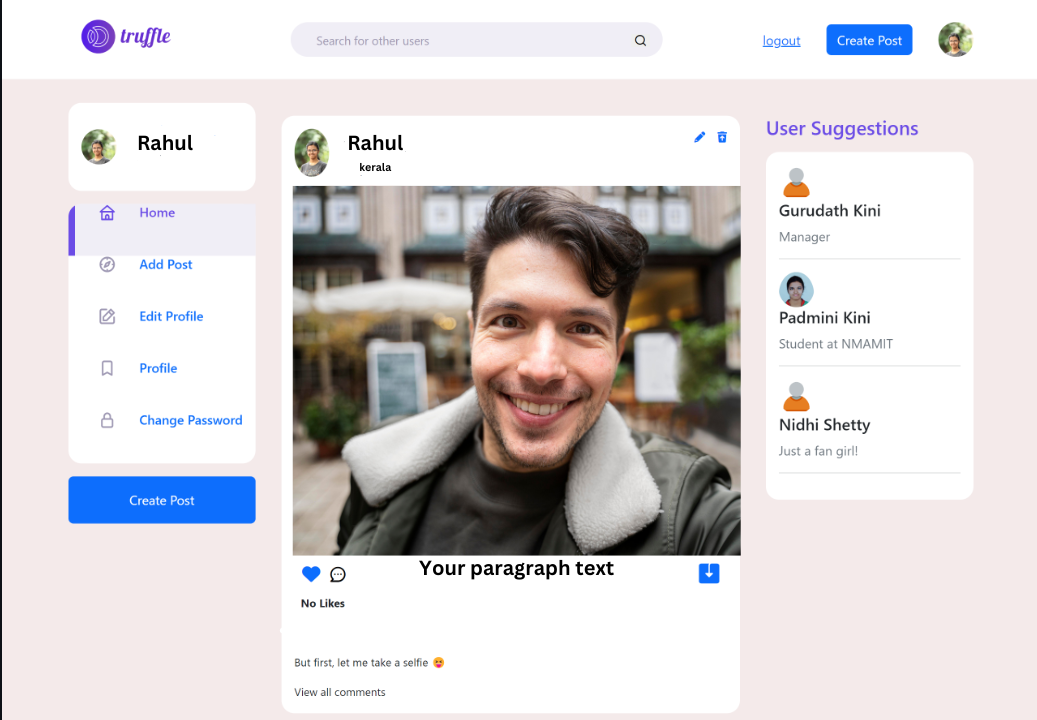 truffle
Search for other users
logout
Create Post
Rahul
Home
Add Post
Edit Profile
Profile
Change Password
Create Post
Rahul
kerala
Your paragraph text
No Likes
But first, let me take a selfie 😛
View all comments
User Suggestions
Gurudath Kini
Manager
Padmini Kini
Student at NMAMIT
Nidhi Shetty
Just a fan girl!